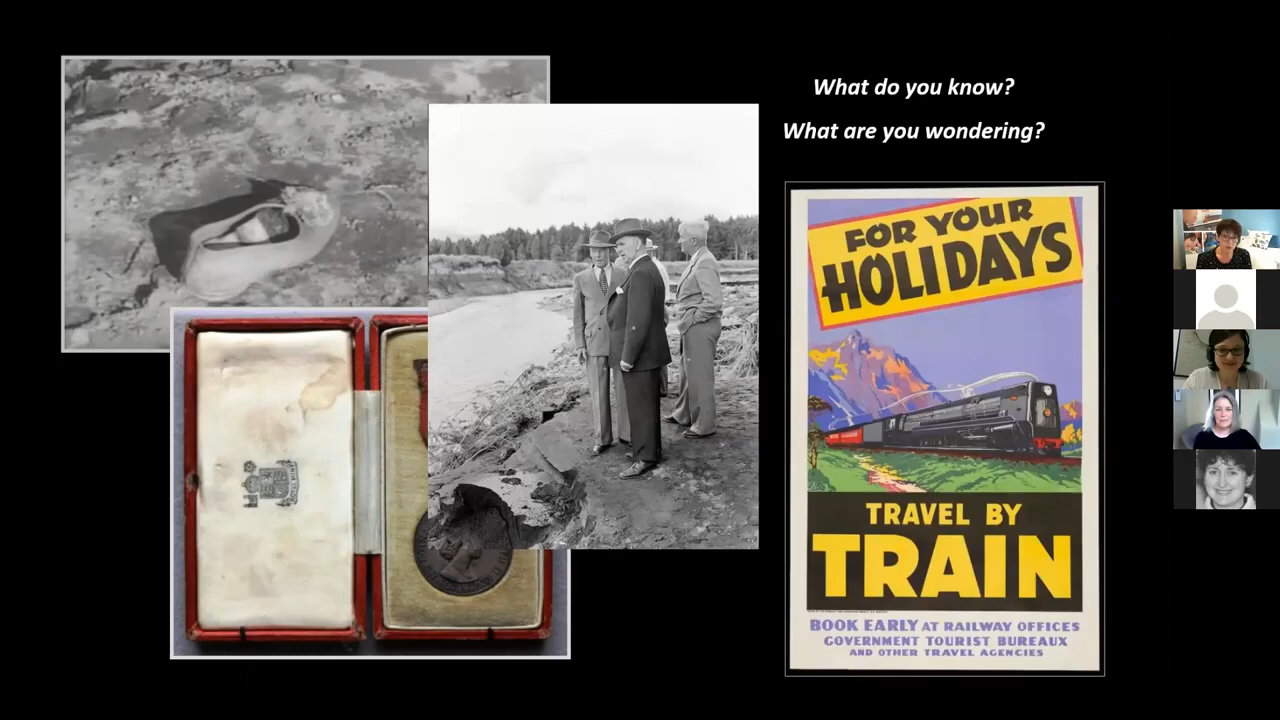 What do you know?
What are you wondering?
FOR YOUR
HOLIDAYS
TRAVEL BY
TRAIN
BOOK EARLY AT RAILWAY OFFICES
GOVERNMENT TOURIST BUREAUX
AND OTHER TRAVEL AGENCIES